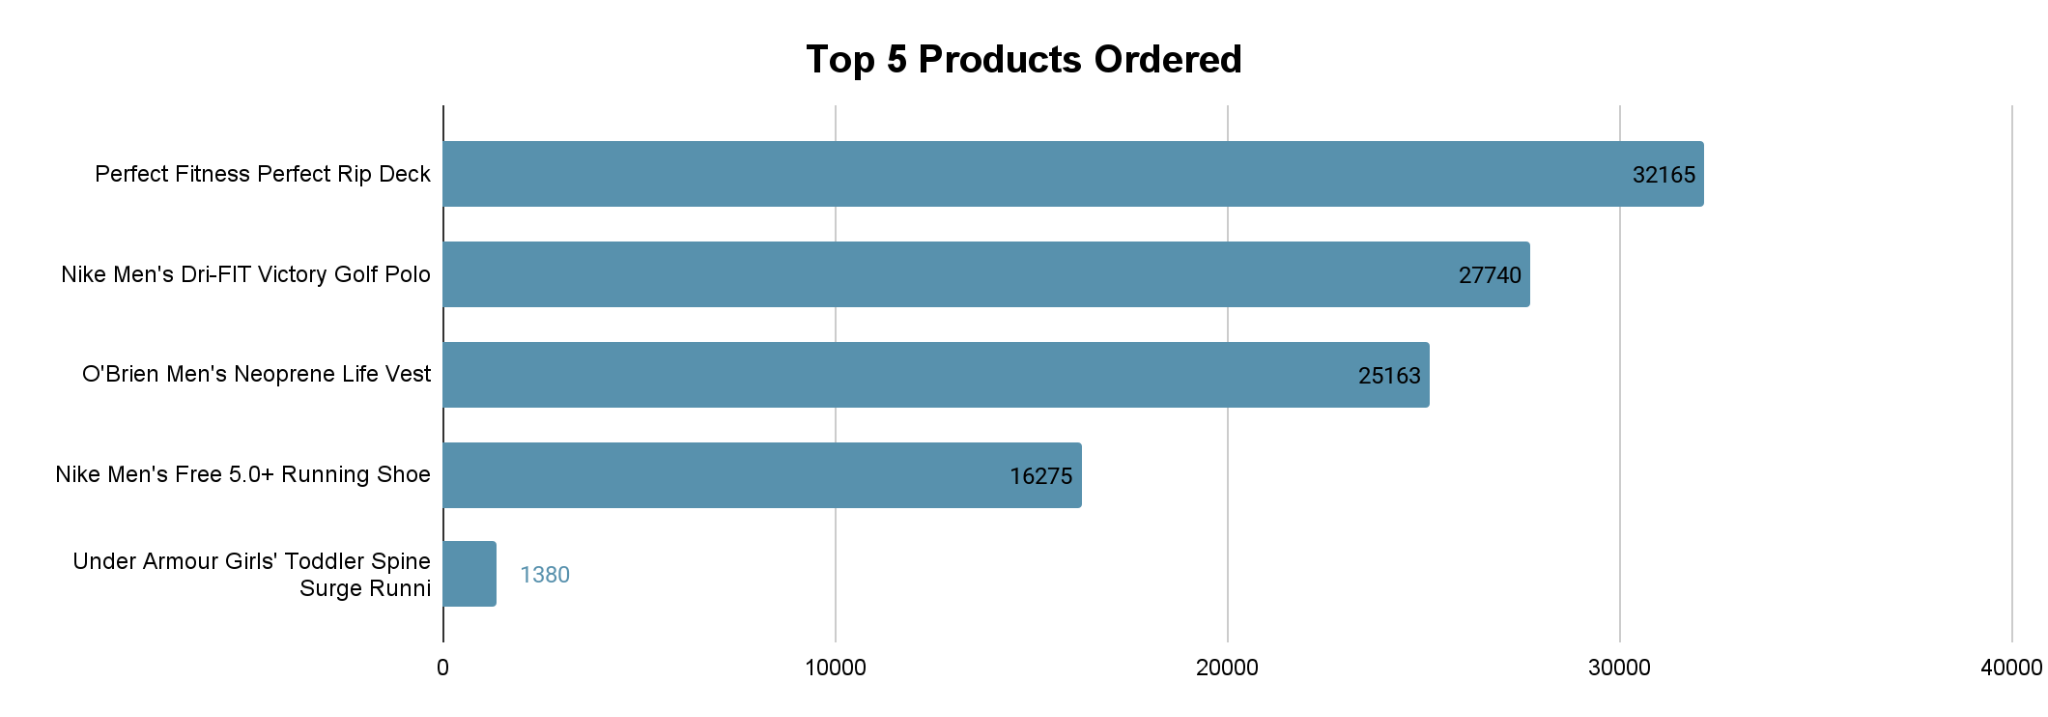 Top 5 Products Ordered
Perfect Fitness Perfect Rip Deck
32165
Nike Men's Dri-FIT Victory Golf Polo
27740
O'Brien Men's Neoprene Life Vest
25163
Nike Men's Free 5.0+ Running Shoe
16275
Under Armour Girls' Toddler Spine
Surge Runni
1380
0 10000 20000 30000 40000